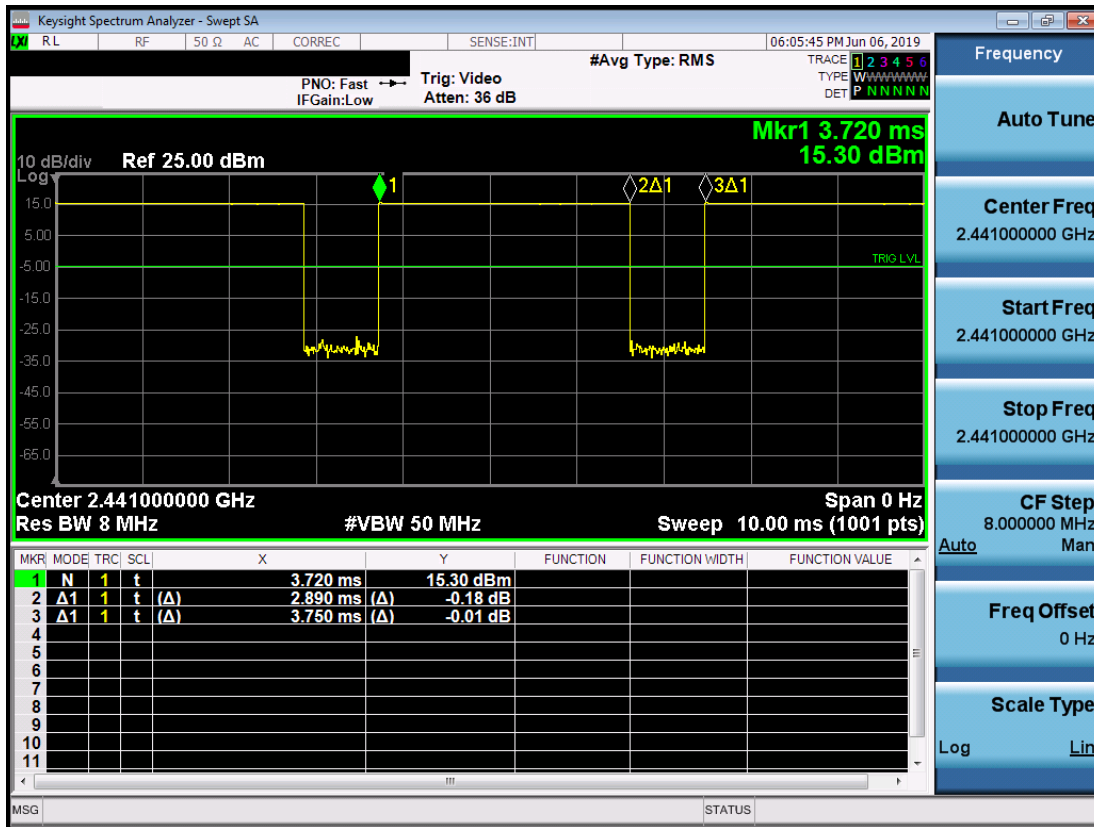 Keysight Spectrum Analyzer - Swept SA
LXI RL RF 50 Ω AC CORREC SENSE:INT 06:05:45 PM Jun 06, 2019
#Avg Type: RMS TRACE 1 2 3 4 5 6
PNO: Fast Trig: Video TYPE WWWWWW
IFGain:Low Atten: 36 dB DET P N N N N N
Mkr1 3.720 ms
10 dB/div Ref 25.00 dBm 15.30 dBm
Log
1 2Δ1 3Δ1
15.0
5.00
TRIG LVL
-5.00
-15.0
-25.0
-35.0
-45.0
-55.0
-65.0
Center 2.441000000 GHz Span 0 Hz
Res BW 8 MHz #VBW 50 MHz Sweep 10.00 ms (1001 pts)
MKR MODE TRC SCL X Y FUNCTION FUNCTION WIDTH FUNCTION VALUE
1 N 1 t 3.720 ms 15.30 dBm
2 Δ1 1 t (Δ) 2.890 ms (Δ) -0.18 dB
3 Δ1 1 t (Δ) 3.750 ms (Δ) -0.01 dB
4
5
6
7
8
9
10
11
MSG STATUS
Frequency
Auto Tune
Center Freq
2.441000000 GHz
Start Freq
2.441000000 GHz
Stop Freq
2.441000000 GHz
CF Step
8.000000 MHz
Auto Man
Freq Offset
0 Hz
Scale Type
Log Lin